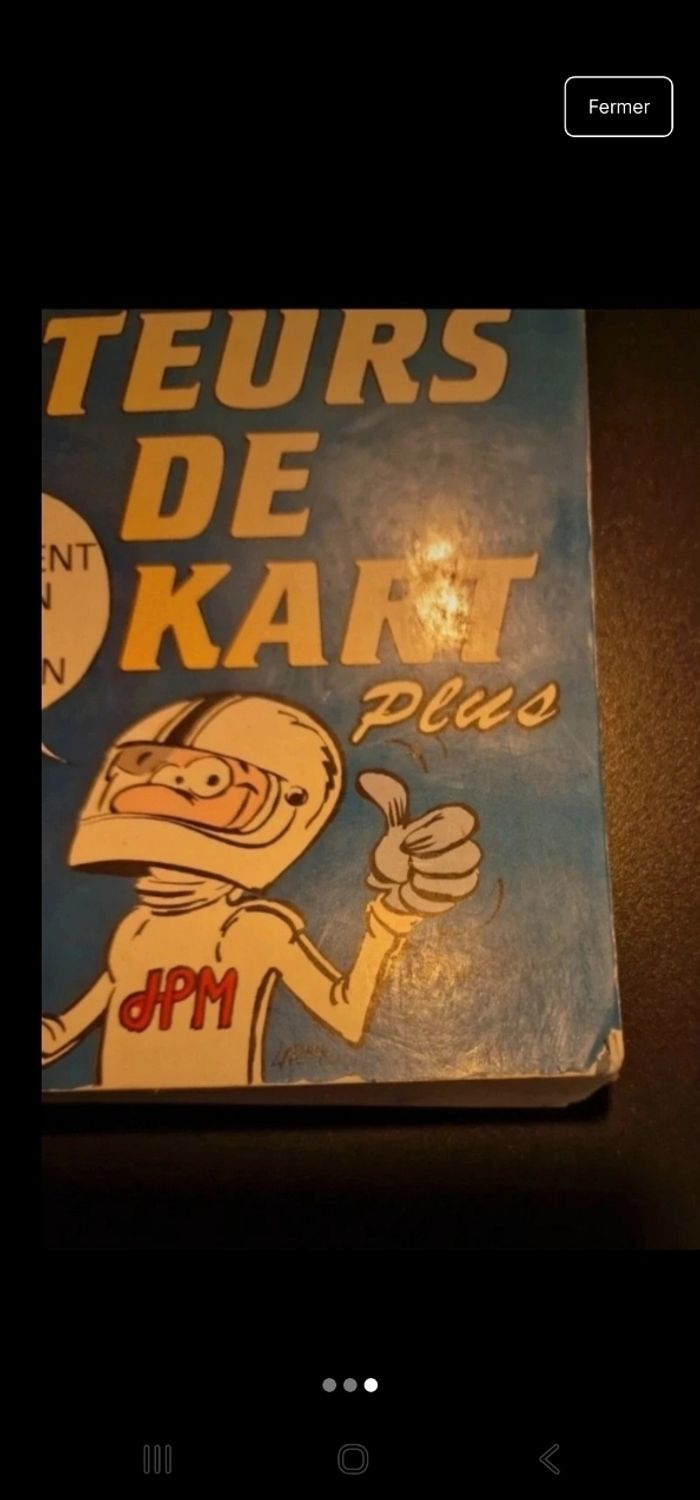 Fermer
TEURS
DE
ENT
N
KART
N
Plus
JPM